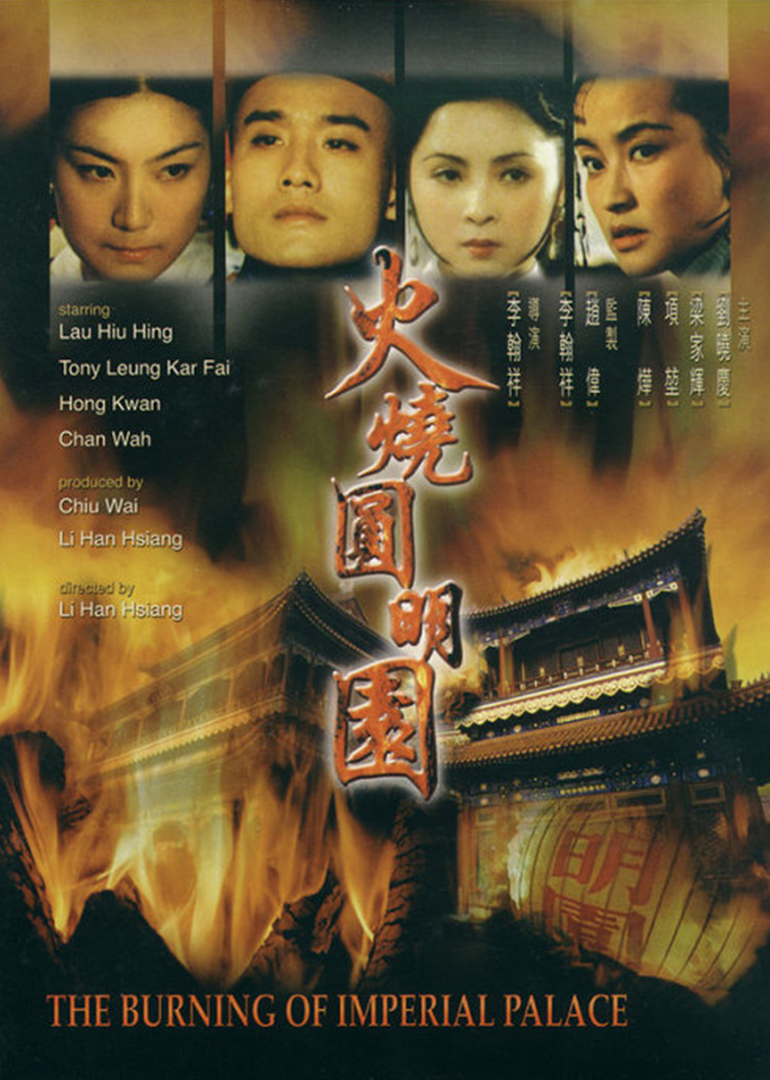 starring
Lau Hiu Hing
Tony Leung Kar Fai
Hong Kwan
Chan Wah
produced by
Chiu Wai
Li Han Hsiang
directed by
Li Han Hsiang
主演
【劉曉慶】
【梁家輝】
【項堃】
【陳燁】
監製
【趙偉】
【李翰祥】
導演
【李翰祥】
火燒圓明園
明園
THE BURNING OF IMPERIAL PALACE